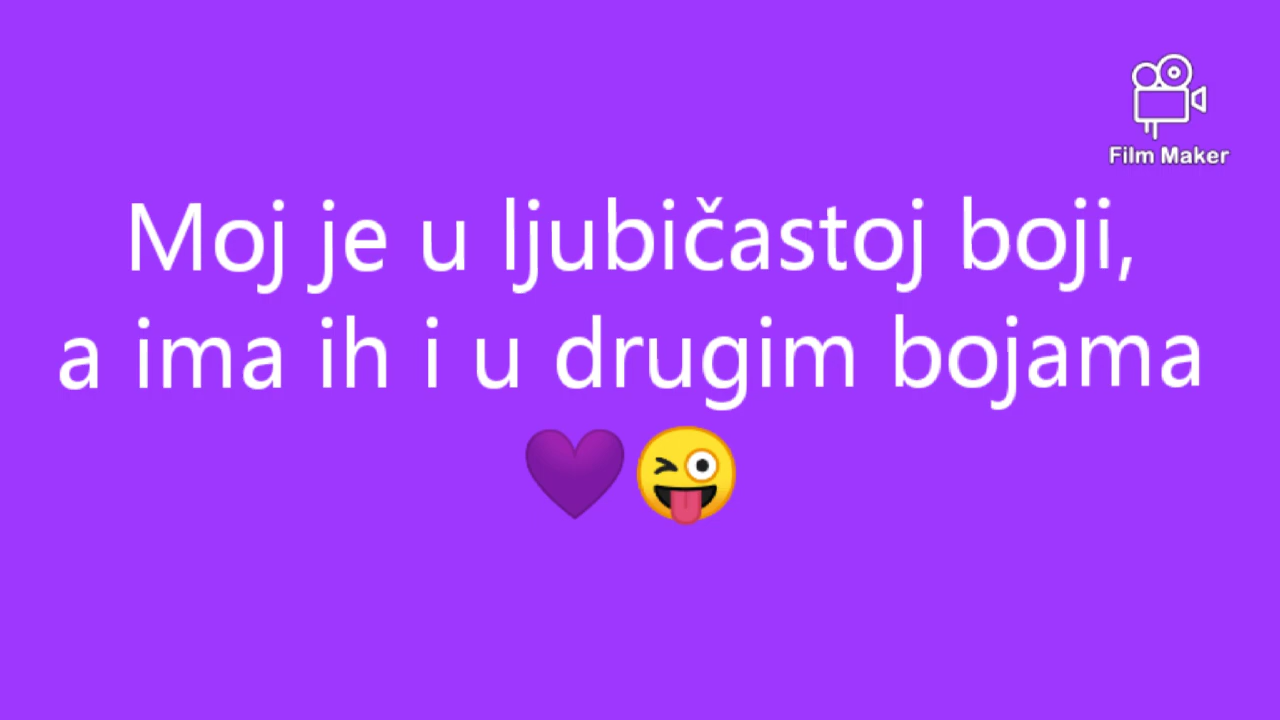 Film Maker
Moj je u ljubičastoj boji,
a ima ih i u drugim bojama
💜😜